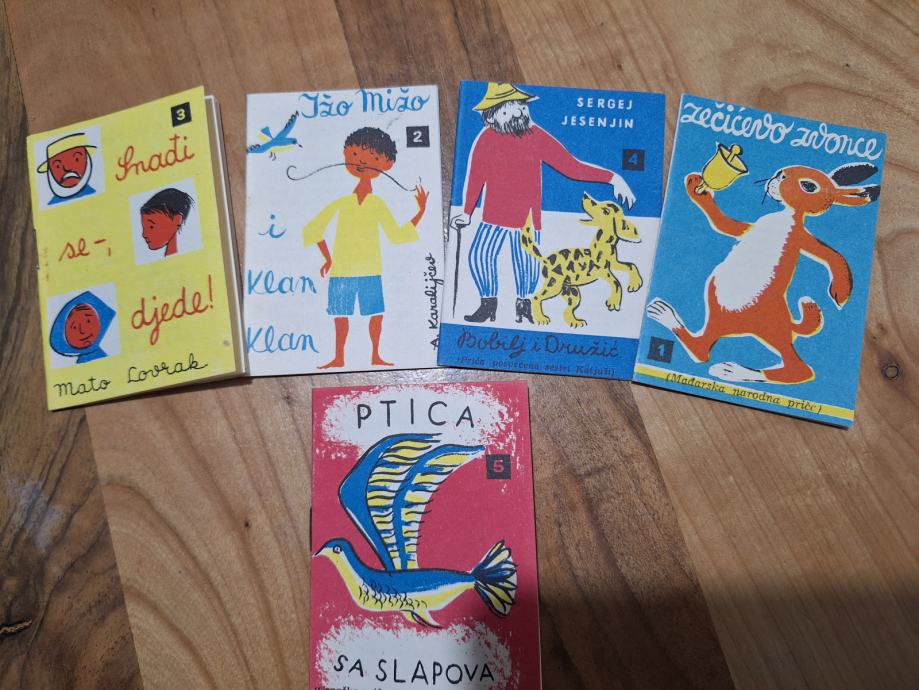 3
Snađi
se-,
djede!
Mato Lovrak
Ižo Mižo
2
i
Klan
Klan
A Karalijčev
SERGEJ
JESENJIN
4
Bobilj i Družić
(Priča posvećena sestri Katjuši)
zečićevo zvonce
1
(Mađarska narodna priča)
PTICA
5
SA SLAPOVA